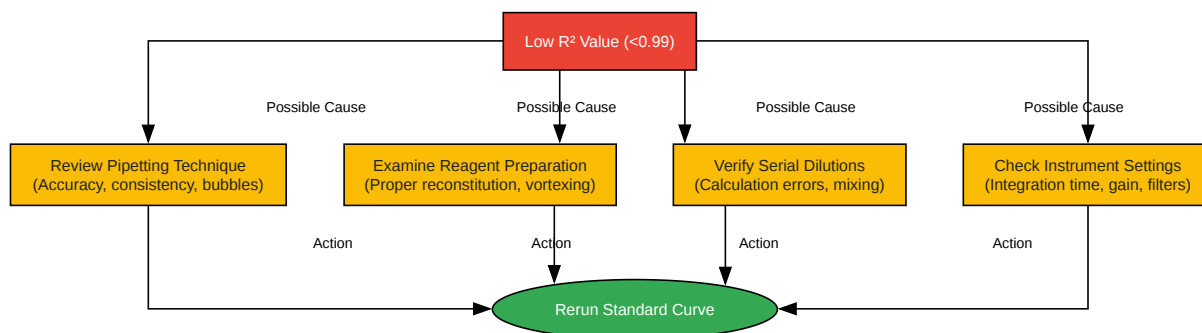 Low R² Value (<0.99)
Possible Cause
Possible Cause
Possible Cause
Possible Cause
Review Pipetting Technique
(Accuracy, consistency, bubbles)
Examine Reagent Preparation
(Proper reconstitution, vortexing)
Verify Serial Dilutions
(Calculation errors, mixing)
Check Instrument Settings
(Integration time, gain, filters)
Action
Action
Action
Action
Rerun Standard Curve